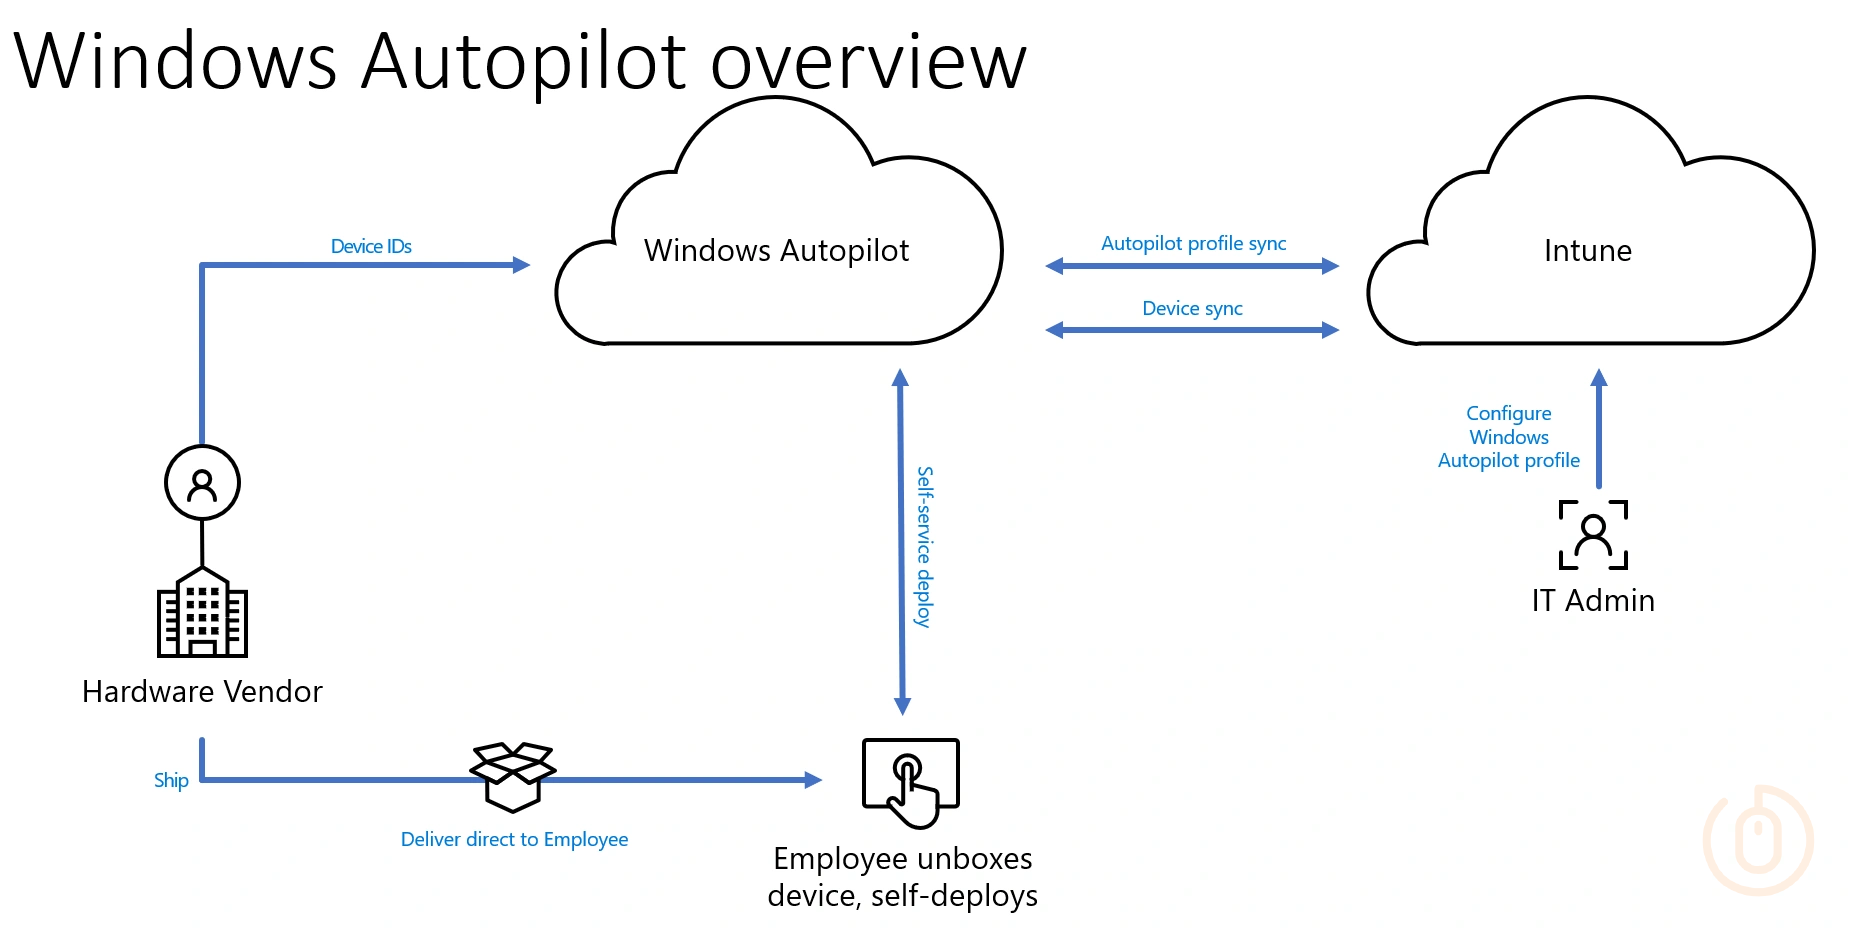 Windows Autopilot overview
Device IDs
Windows Autopilot
Autopilot profile sync
Device sync
Intune
Configure
Windows
Autopilot profile
IT Admin
Self-service deploy
Hardware Vendor
Ship
Deliver direct to Employee
Employee unboxes
device, self-deploys